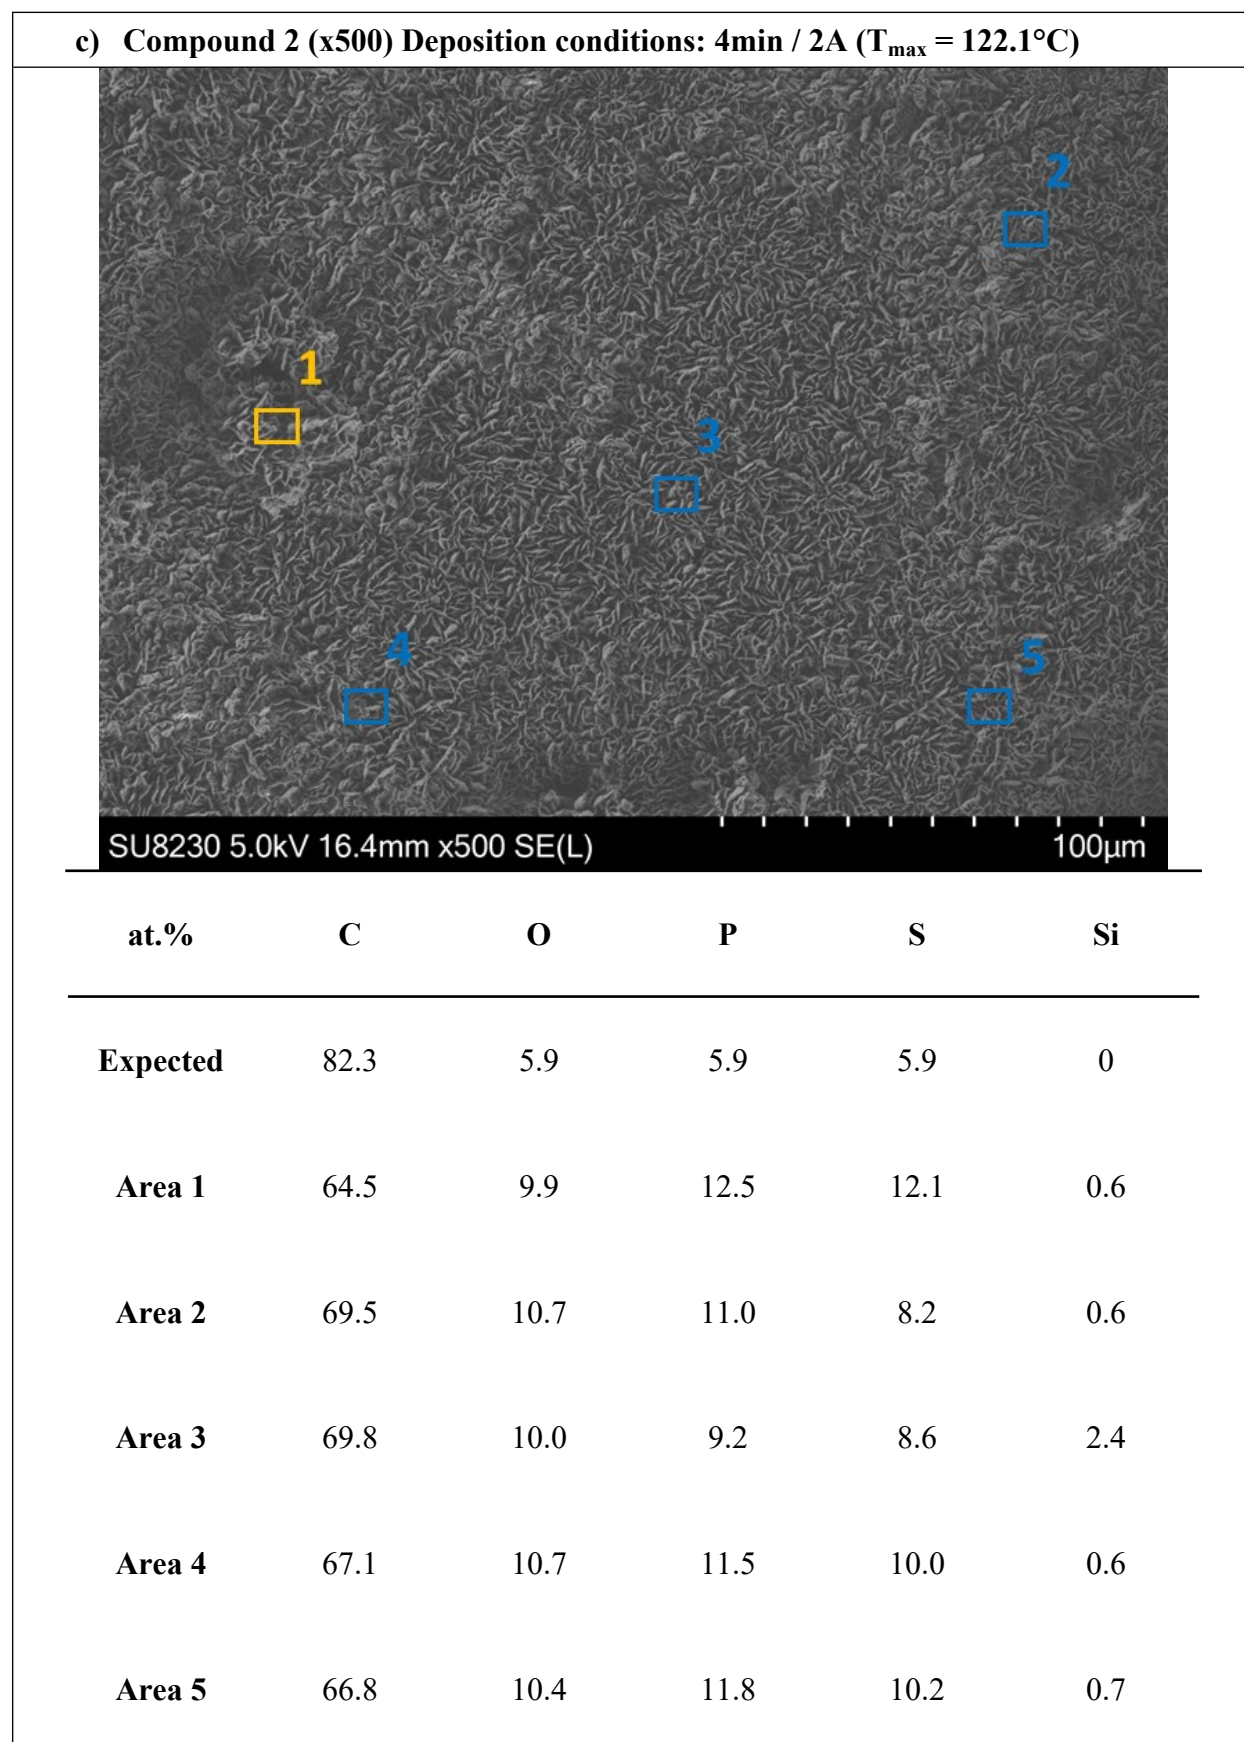 c) Compound 2 (x500) Deposition conditions: 4min / 2A (Tmax = 122.1°C)
2
1
3
4
5
SU8230 5.0kV 16.4mm x500 SE(L) 100µm
at.% C O P S Si
Expected 82.3 5.9 5.9 5.9 0
Area 1 64.5 9.9 12.5 12.1 0.6
Area 2 69.5 10.7 11.0 8.2 0.6
Area 3 69.8 10.0 9.2 8.6 2.4
Area 4 67.1 10.7 11.5 10.0 0.6
Area 5 66.8 10.4 11.8 10.2 0.7